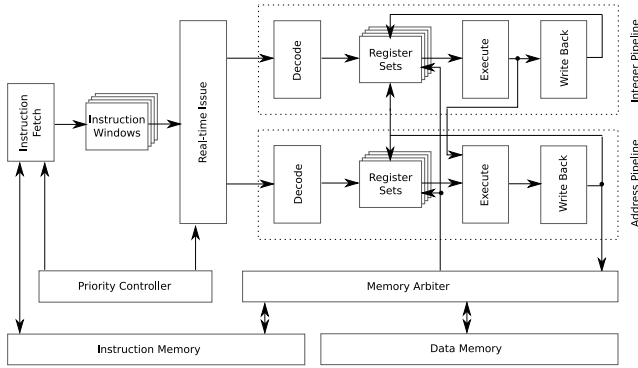 Instruction
Fetch
Instruction
Windows
Real-time Issue
Decode
Register
Sets
Execute
Write Back
Integer Pipeline
Decode
Register
Sets
Execute
Write Back
Address Pipeline
Priority Controller
Memory Arbiter
Instruction Memory
Data Memory